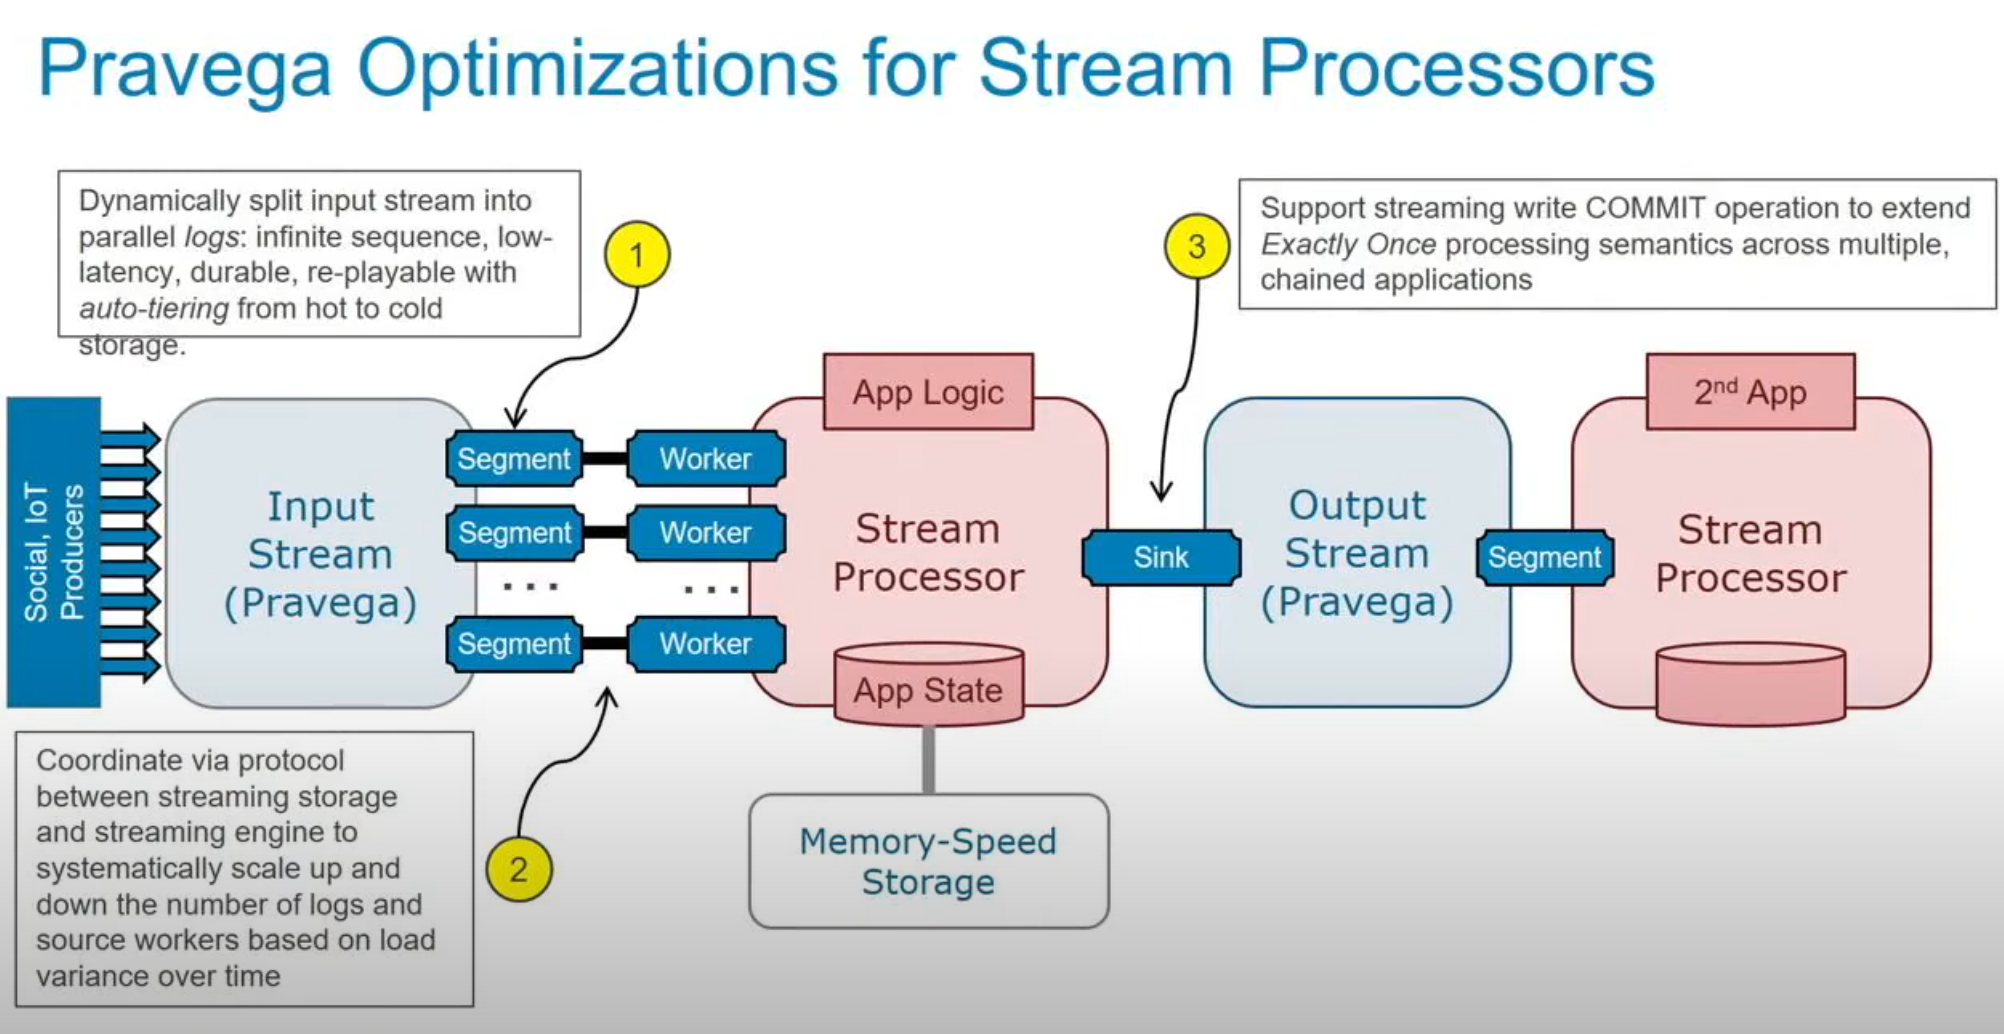 Pravega Optimizations for Stream Processors
Dynamically split input stream into
parallel logs: infinite sequence, low-
latency, durable, re-playable with
auto-tiering from hot to cold
storage.
1
3
Support streaming write COMMIT operation to extend
Exactly Once processing semantics across multiple,
chained applications
Social, IoT
Producers
Input
Stream
(Pravega)
Segment
Worker
Segment
Worker
...
...
Segment
Worker
App Logic
Stream
Processor
App State
Sink
Output
Stream
(Pravega)
Segment
2nd App
Stream
Processor
Coordinate via protocol
between streaming storage
and streaming engine to
systematically scale up and
down the number of logs and
source workers based on load
variance over time
2
Memory-Speed
Storage